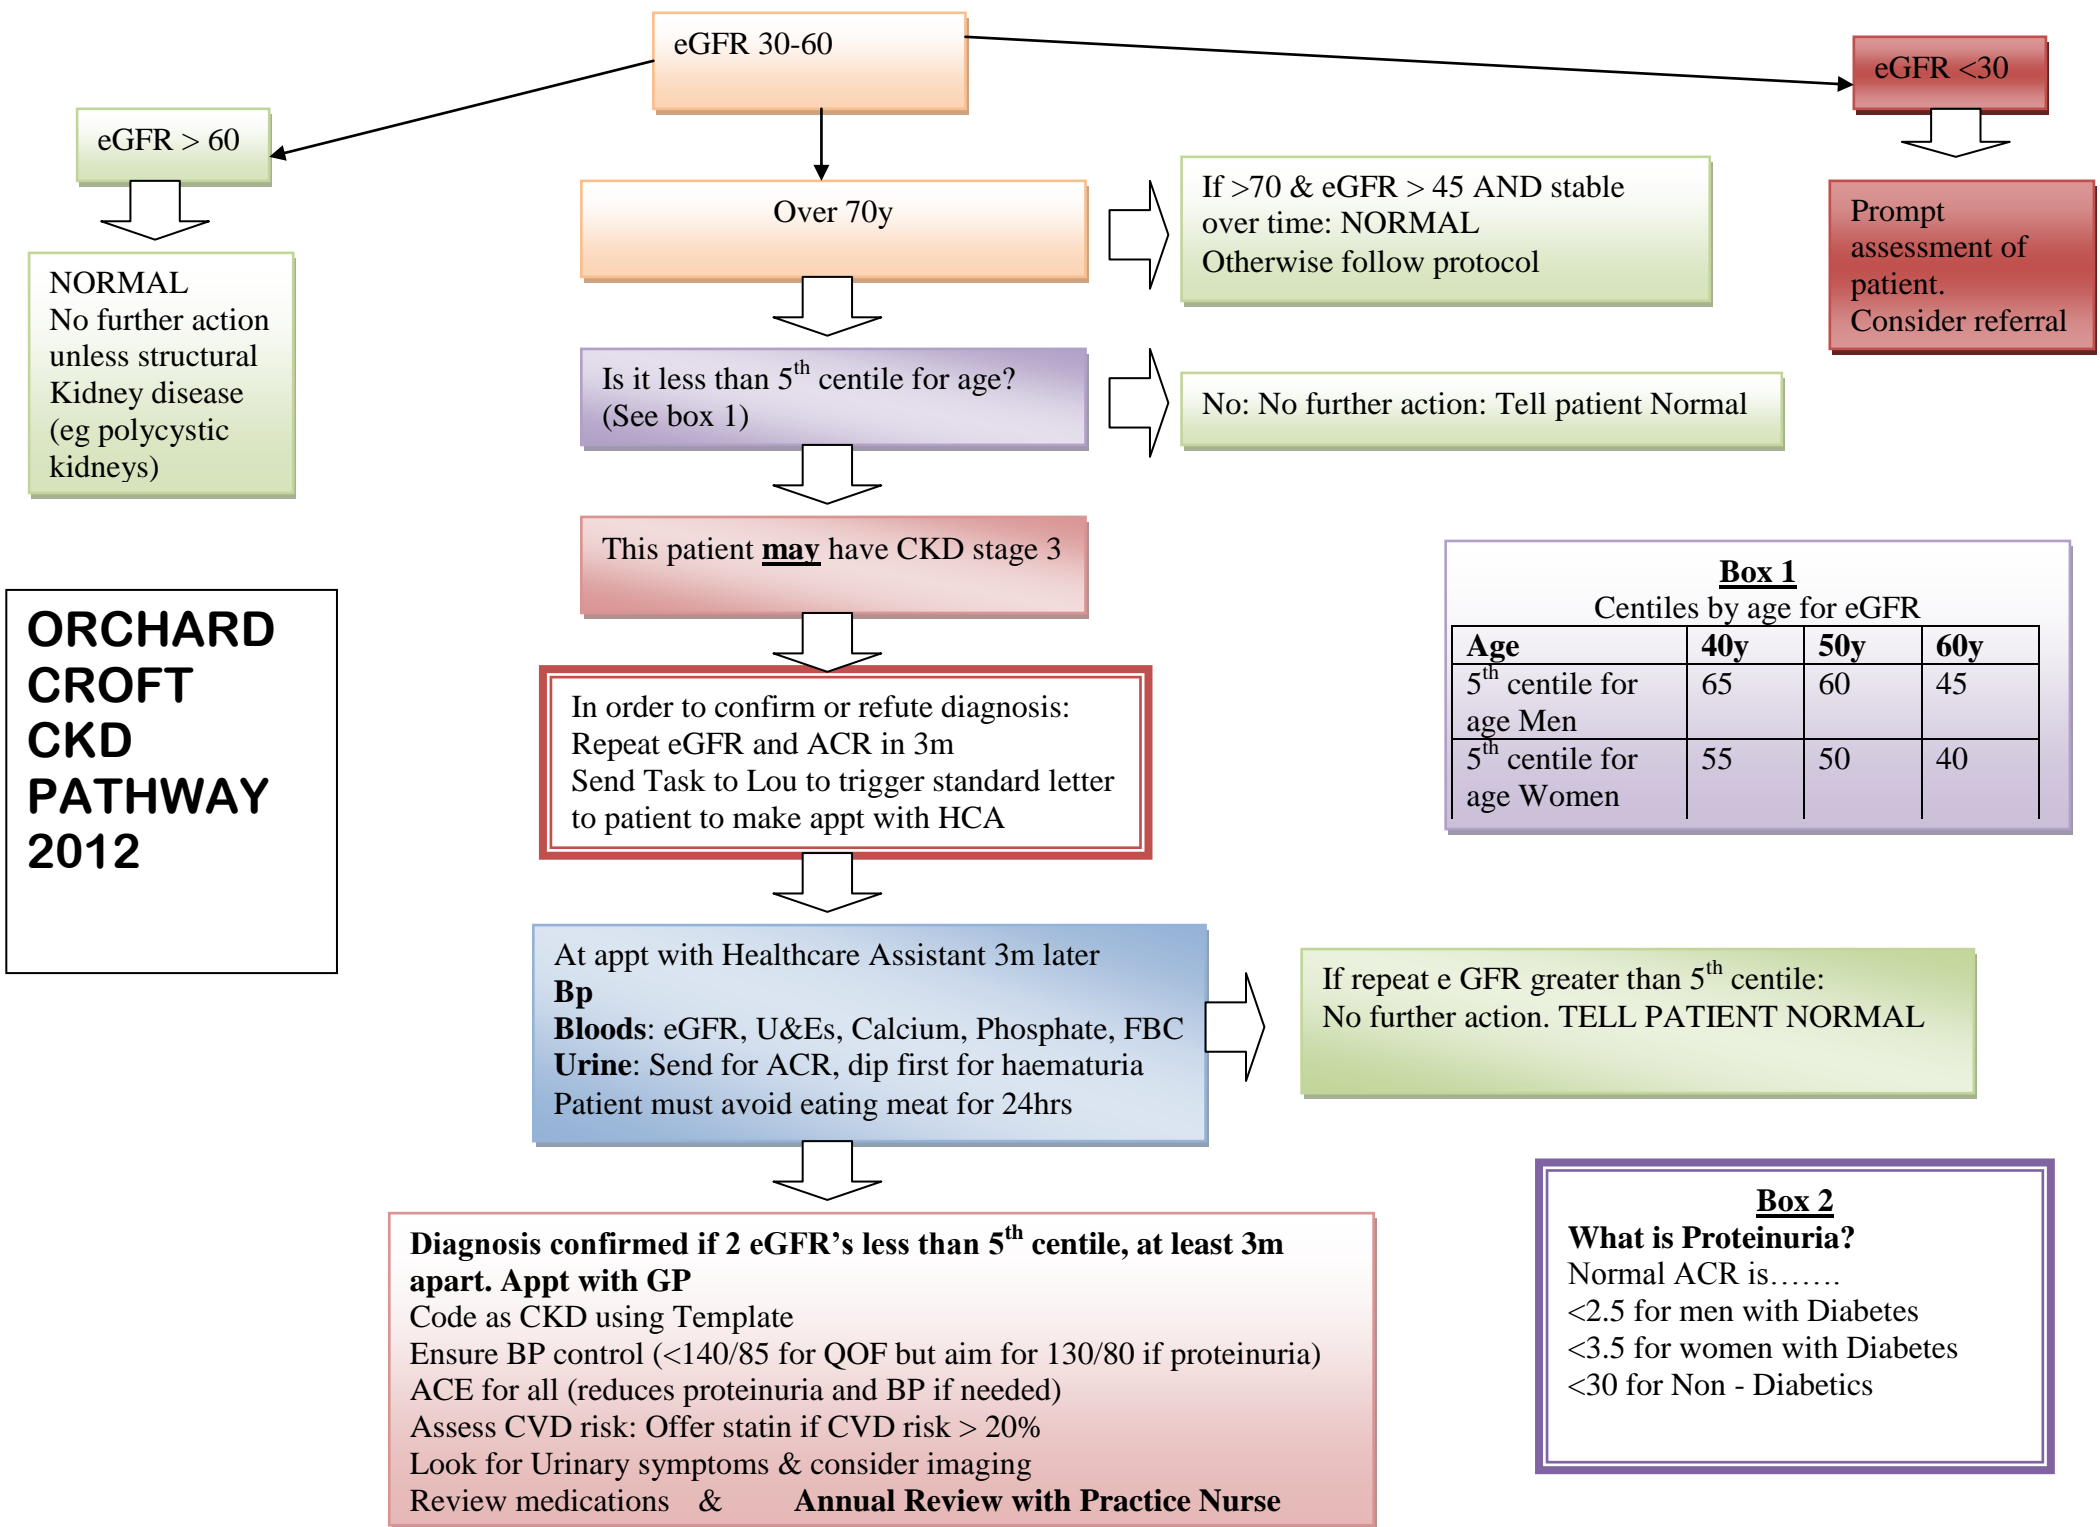 eGFR 30-60
eGFR <30
eGFR > 60
Over 70y
If >70 & eGFR > 45 AND stable
over time: NORMAL
Otherwise follow protocol
Prompt
assessment of
patient.
Consider referral
NORMAL
No further action
unless structural
Kidney disease
(eg polycystic
kidneys)
Is it less than 5th centile for age?
(See box 1)
No: No further action: Tell patient Normal
This patient may have CKD stage 3
ORCHARD
CROFT
CKD
PATHWAY
2012
Box 1
Centiles by age for eGFR
Age 40y 50y 60y
5th centile for
age Men 65 60 45
5th centile for
age Women 55 50 40
In order to confirm or refute diagnosis:
Repeat eGFR and ACR in 3m
Send Task to Lou to trigger standard letter
to patient to make appt with HCA
At appt with Healthcare Assistant 3m later
Bp
Bloods: eGFR, U&Es, Calcium, Phosphate, FBC
Urine: Send for ACR, dip first for haematuria
Patient must avoid eating meat for 24hrs
If repeat e GFR greater than 5th centile:
No further action. TELL PATIENT NORMAL
Diagnosis confirmed if 2 eGFR’s less than 5th centile, at least 3m
apart. Appt with GP
Code as CKD using Template
Ensure BP control (<140/85 for QOF but aim for 130/80 if proteinuria)
ACE for all (reduces proteinuria and BP if needed)
Assess CVD risk: Offer statin if CVD risk > 20%
Look for Urinary symptoms & consider imaging
Review medications & Annual Review with Practice Nurse
Box 2
What is Proteinuria?
Normal ACR is…….
<2.5 for men with Diabetes
<3.5 for women with Diabetes
<30 for Non - Diabetics